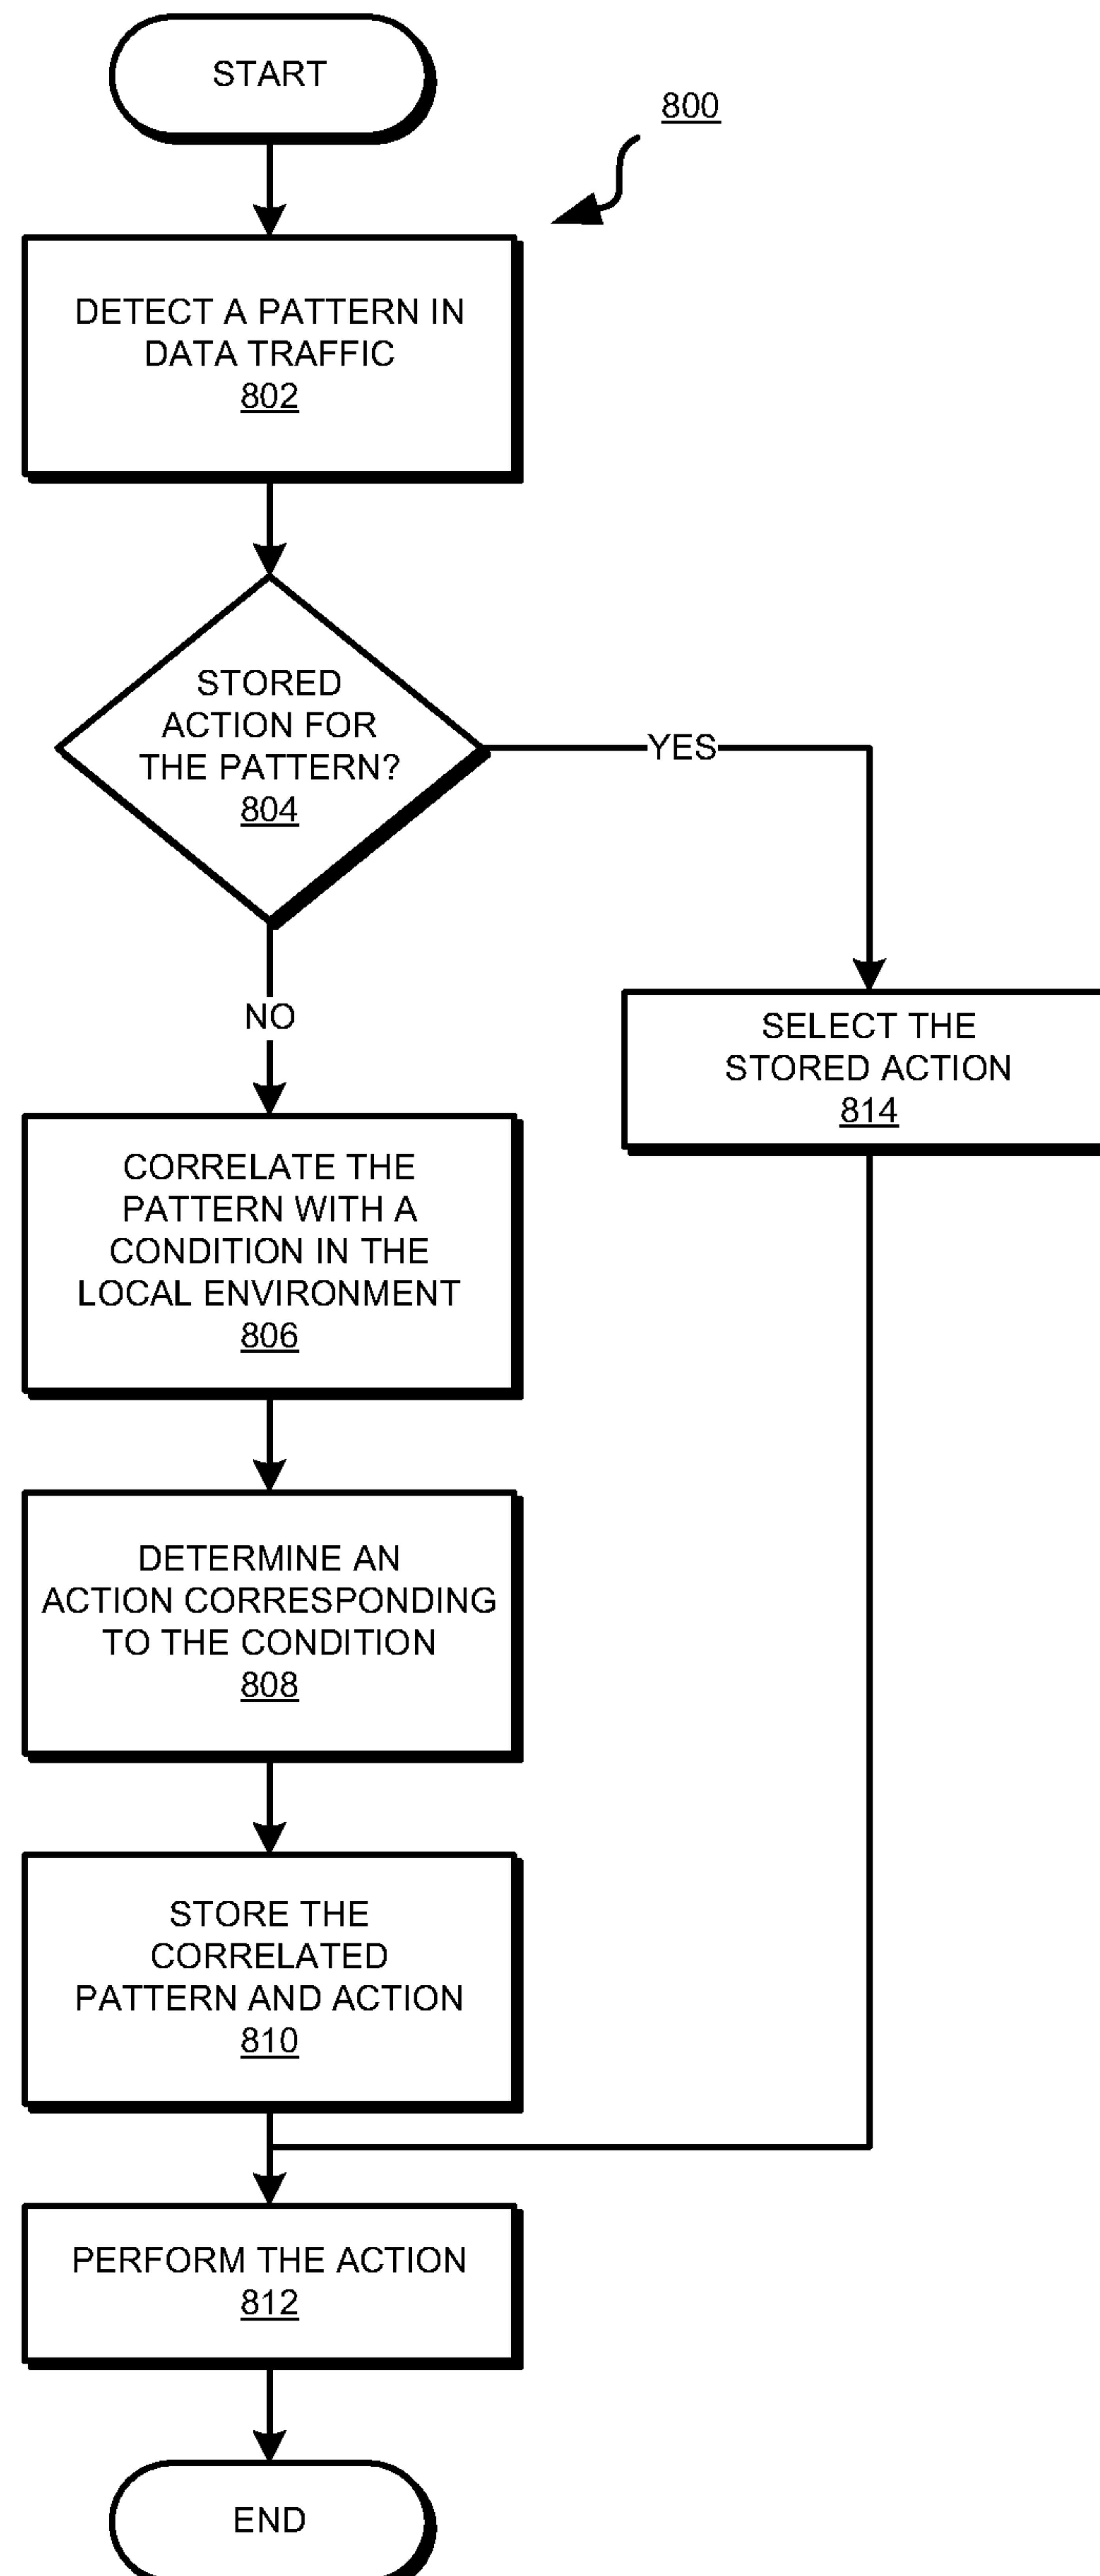 START
800
DETECT A PATTERN IN
DATA TRAFFIC
802
STORED
ACTION FOR
THE PATTERN?
804
YES
NO
SELECT THE
STORED ACTION
814
CORRELATE THE
PATTERN WITH A
CONDITION IN THE
LOCAL ENVIRONMENT
806
DETERMINE AN
ACTION CORRESPONDING
TO THE CONDITION
808
STORE THE
CORRELATED
PATTERN AND ACTION
810
PERFORM THE ACTION
812
END